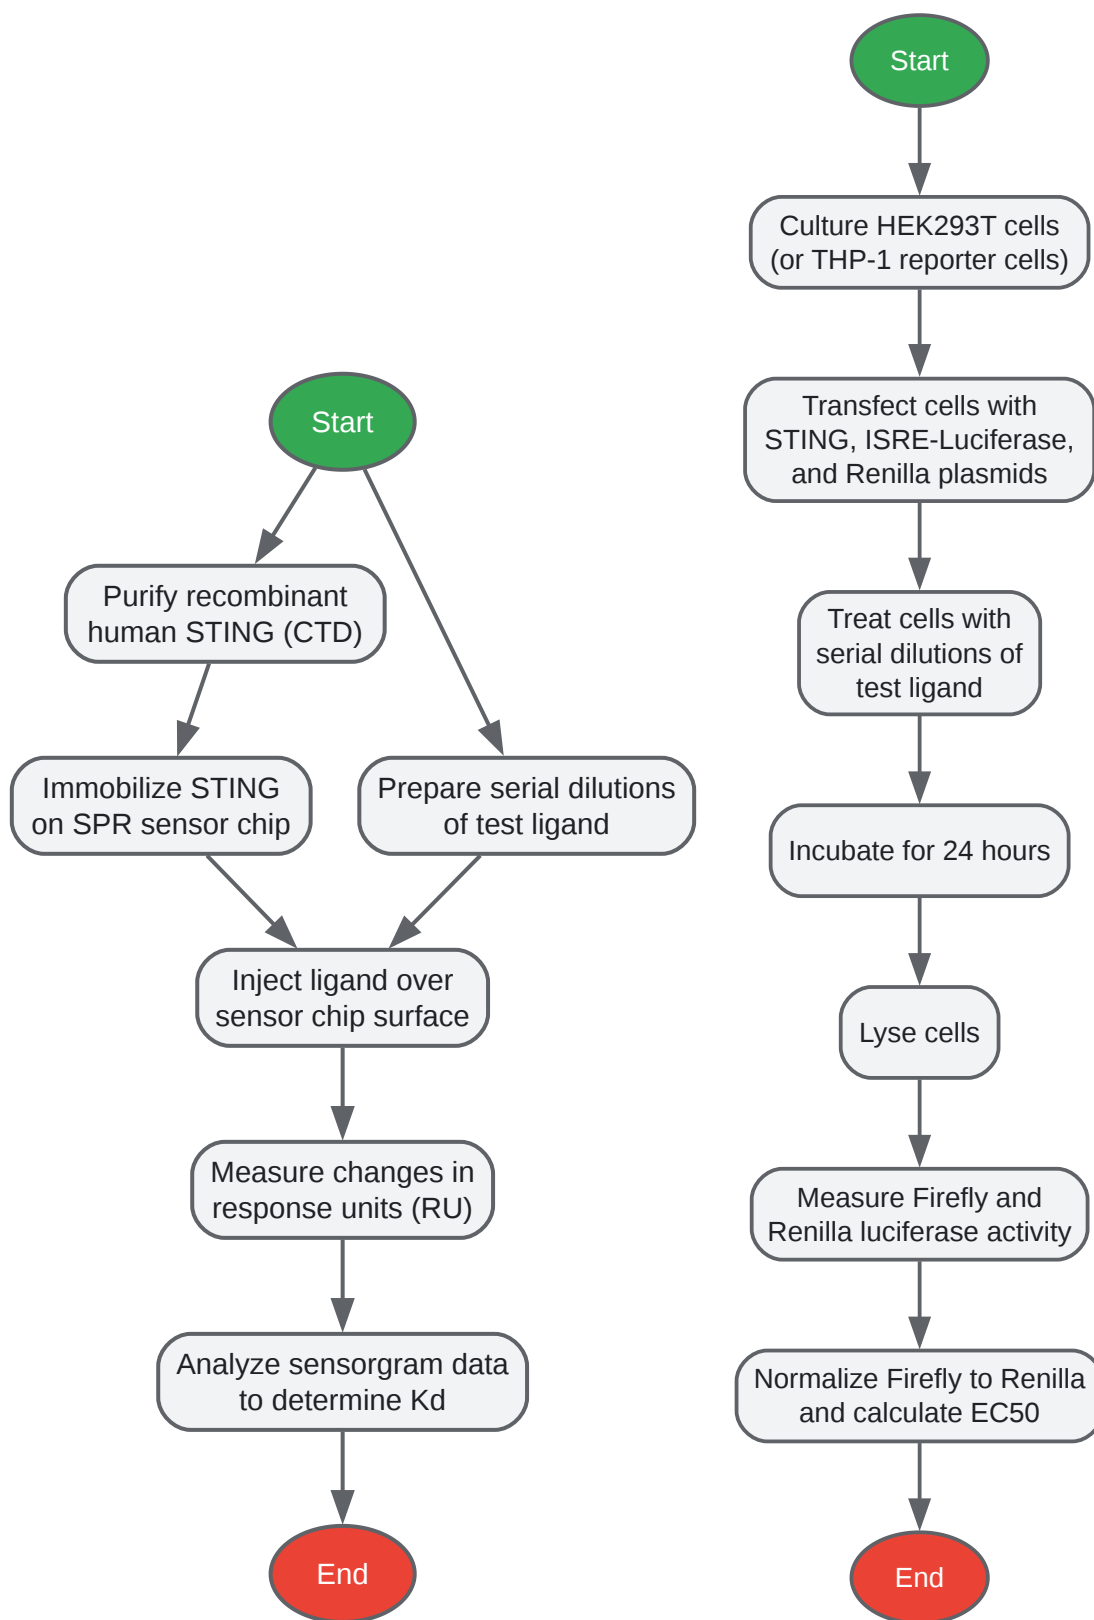 Start
Purify recombinant
human STING (CTD)
Immobilize STING
on SPR sensor chip
Prepare serial dilutions
of test ligand
Inject ligand over
sensor chip surface
Measure changes in
response units (RU)
Analyze sensorgram data
to determine Kd
End
Start
Culture HEK293T cells
(or THP-1 reporter cells)
Transfect cells with
STING, ISRE-Luciferase,
and Renilla plasmids
Treat cells with
serial dilutions of
test ligand
Incubate for 24 hours
Lyse cells
Measure Firefly and
Renilla luciferase activity
Normalize Firefly to Renilla
and calculate EC50
End